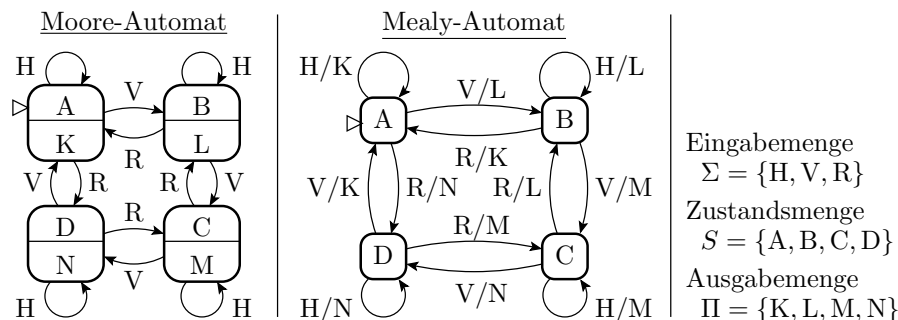 Moore-Automat
H
H
A
K
V
R
B
L
V
R
R
V
D
N
R
V
C
M
H
H
Mealy-Automat
H/K
H/L
A
V/L
R/K
B
V/K
R/N
R/L
V/M
D
R/M
V/N
C
H/N
H/M
Eingabemenge
Σ = {H, V, R}
Zustandsmenge
S = {A, B, C, D}
Ausgabemenge
Π = {K, L, M, N}